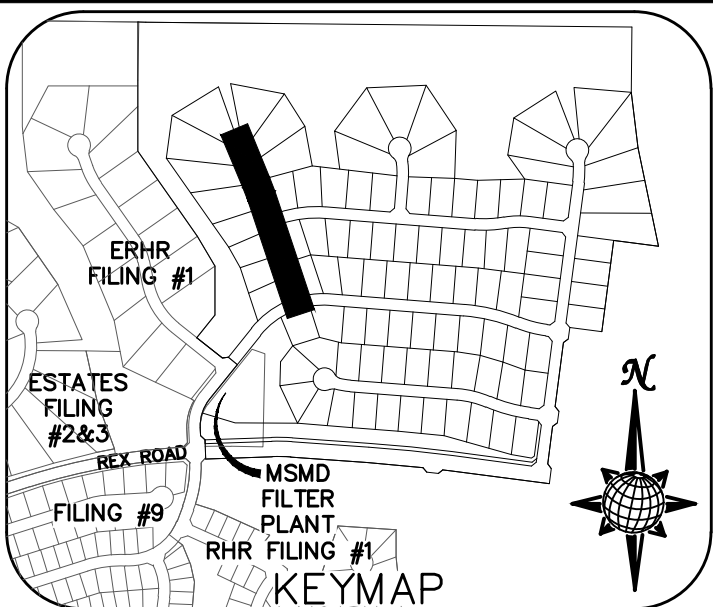 ERHR
FILING #1
N
ESTATES
FILING
#2&3
REX ROAD
MSMD
FILTER
PLANT
FILING #9
RHR FILING #1
KEYMAP